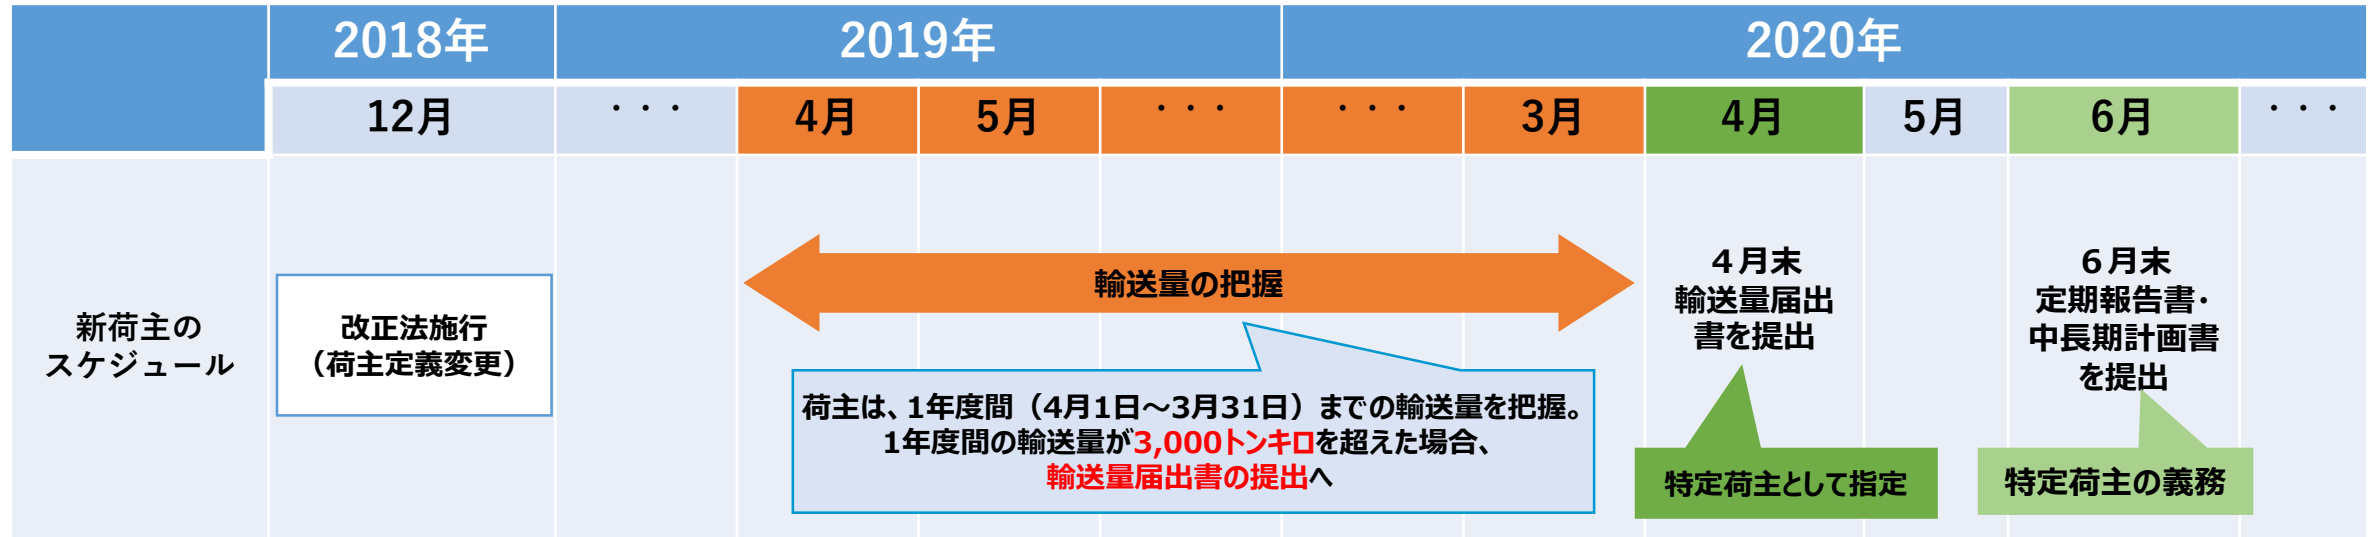 2018年
2019年
2020年
12月
・・・
4月
5月
・・・
・・・
3月
4月
5月
6月
・・・
新荷主の
スケジュール
改正法施行
（荷主定義変更）
輸送量の把握
荷主は、1年度間（4月1日～3月31日）までの輸送量を把握。
1年度間の輸送量が3,000トンキロを超えた場合、
輸送量届出書の提出へ
４月末
輸送量届出
書を提出
特定荷主として指定
６月末
定期報告書・
中長期計画書
を提出
特定荷主の義務